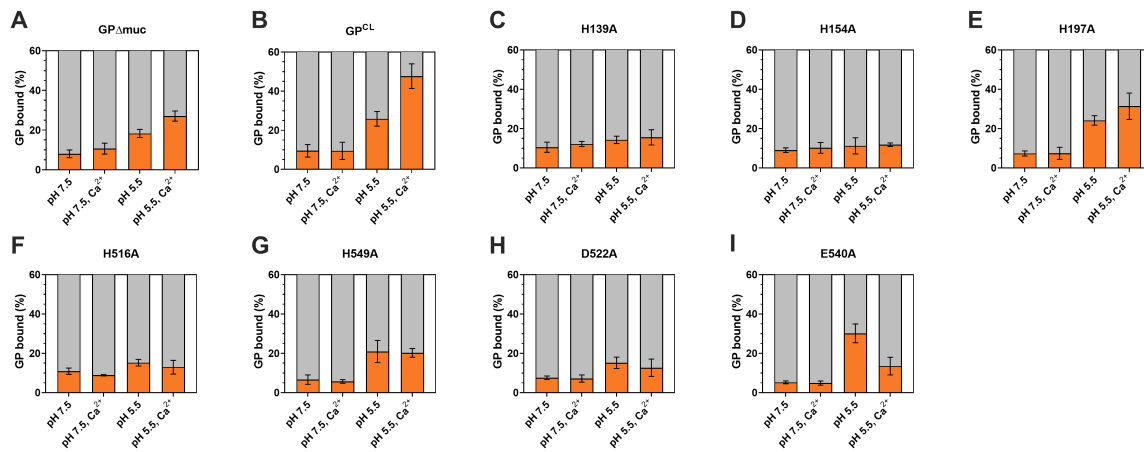 A
GPΔmuc
GP bound (%)
60
40
20
0
pH 7.5
pH 7.5, Ca²⁺
pH 5.5
pH 5.5, Ca²⁺
B
GPᶜᴸ
GP bound (%)
60
40
20
0
pH 7.5
pH 7.5, Ca²⁺
pH 5.5
pH 5.5, Ca²⁺
C
H139A
GP bound (%)
60
40
20
0
pH 7.5
pH 7.5, Ca²⁺
pH 5.5
pH 5.5, Ca²⁺
D
H154A
GP bound (%)
60
40
20
0
pH 7.5
pH 7.5, Ca²⁺
pH 5.5
pH 5.5, Ca²⁺
E
H197A
GP bound (%)
60
40
20
0
pH 7.5
pH 7.5, Ca²⁺
pH 5.5
pH 5.5, Ca²⁺
F
H516A
GP bound (%)
60
40
20
0
pH 7.5
pH 7.5, Ca²⁺
pH 5.5
pH 5.5, Ca²⁺
G
H549A
GP bound (%)
60
40
20
0
pH 7.5
pH 7.5, Ca²⁺
pH 5.5
pH 5.5, Ca²⁺
H
D522A
GP bound (%)
60
40
20
0
pH 7.5
pH 7.5, Ca²⁺
pH 5.5
pH 5.5, Ca²⁺
I
E540A
GP bound (%)
60
40
20
0
pH 7.5
pH 7.5, Ca²⁺
pH 5.5
pH 5.5, Ca²⁺